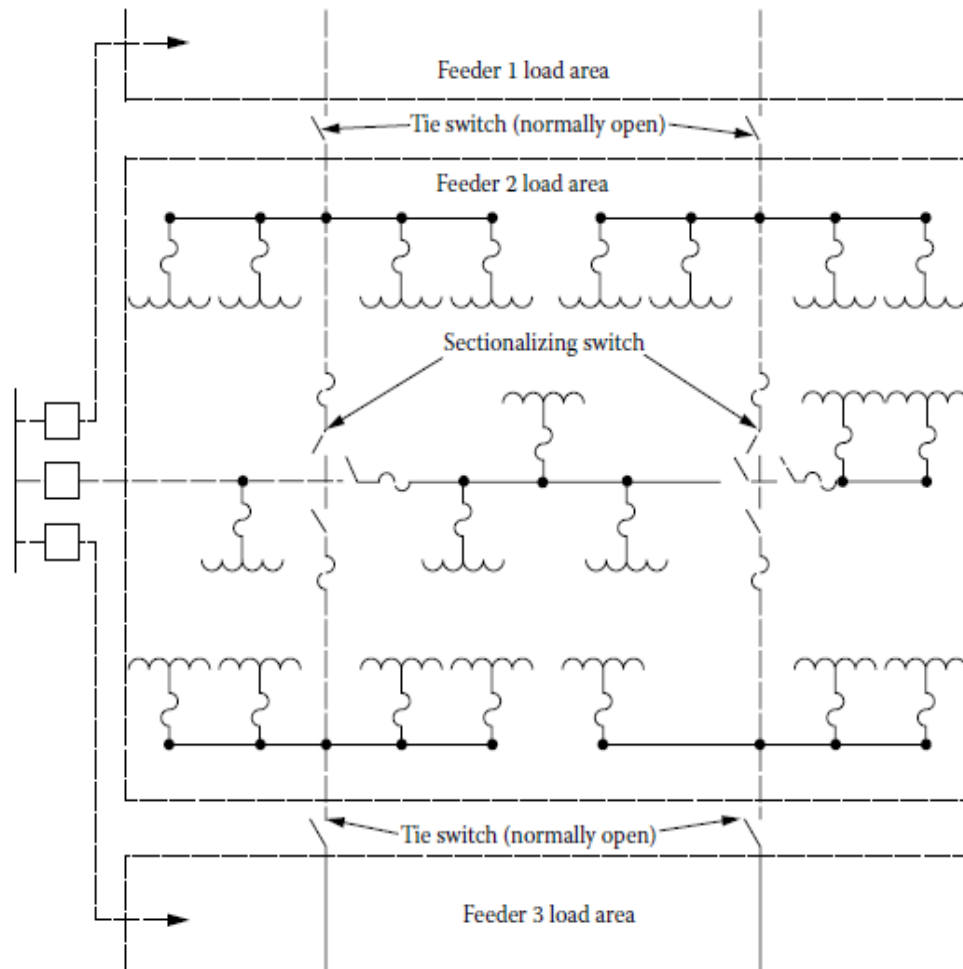 Feeder 1 load area
Tie switch (normally open)
Feeder 2 load area
Sectionalizing switch
Tie switch (normally open)
Feeder 3 load area